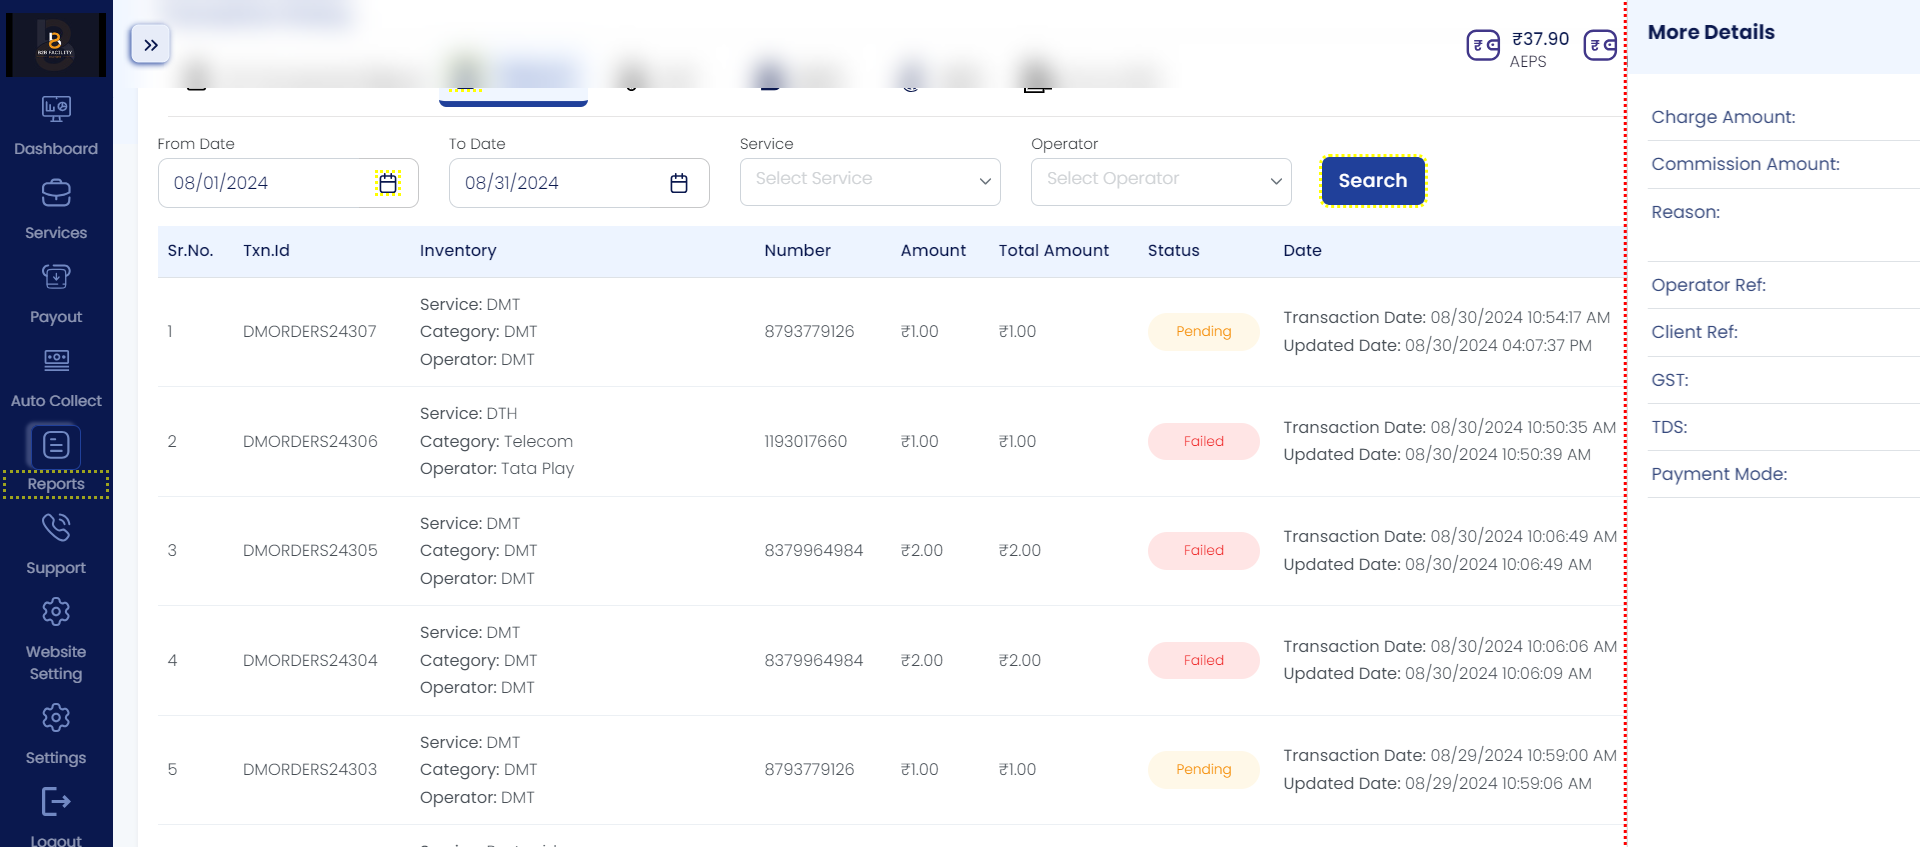 B2B FACILITY
Dashboard
Services
Payout
Auto Collect
Reports
Support
Website
Setting
Settings
Logout
₹37.90
AEPS
From Date
To Date
Service
Operator
08/01/2024
08/31/2024
Select Service
Select Operator
Search
Sr.No. Txn.Id Inventory Number Amount Total Amount Status Date
Service: DMT
1 DMORDERS24307 Category: DMT 8793779126 ₹1.00 ₹1.00 Pending
Operator: DMT
Transaction Date: 08/30/2024 10:54:17 AM
Updated Date: 08/30/2024 04:07:37 PM
Service: DTH
2 DMORDERS24306 Category: Telecom 1193017660 ₹1.00 ₹1.00 Failed
Operator: Tata Play
Transaction Date: 08/30/2024 10:50:35 AM
Updated Date: 08/30/2024 10:50:39 AM
Service: DMT
3 DMORDERS24305 Category: DMT 8379964984 ₹2.00 ₹2.00 Failed
Operator: DMT
Transaction Date: 08/30/2024 10:06:49 AM
Updated Date: 08/30/2024 10:06:49 AM
Service: DMT
4 DMORDERS24304 Category: DMT 8379964984 ₹2.00 ₹2.00 Failed
Operator: DMT
Transaction Date: 08/30/2024 10:06:06 AM
Updated Date: 08/30/2024 10:06:09 AM
Service: DMT
5 DMORDERS24303 Category: DMT 8793779126 ₹1.00 ₹1.00 Pending
Operator: DMT
Transaction Date: 08/29/2024 10:59:00 AM
Updated Date: 08/29/2024 10:59:06 AM
More Details
Charge Amount:
Commission Amount:
Reason:
Operator Ref:
Client Ref:
GST:
TDS:
Payment Mode: